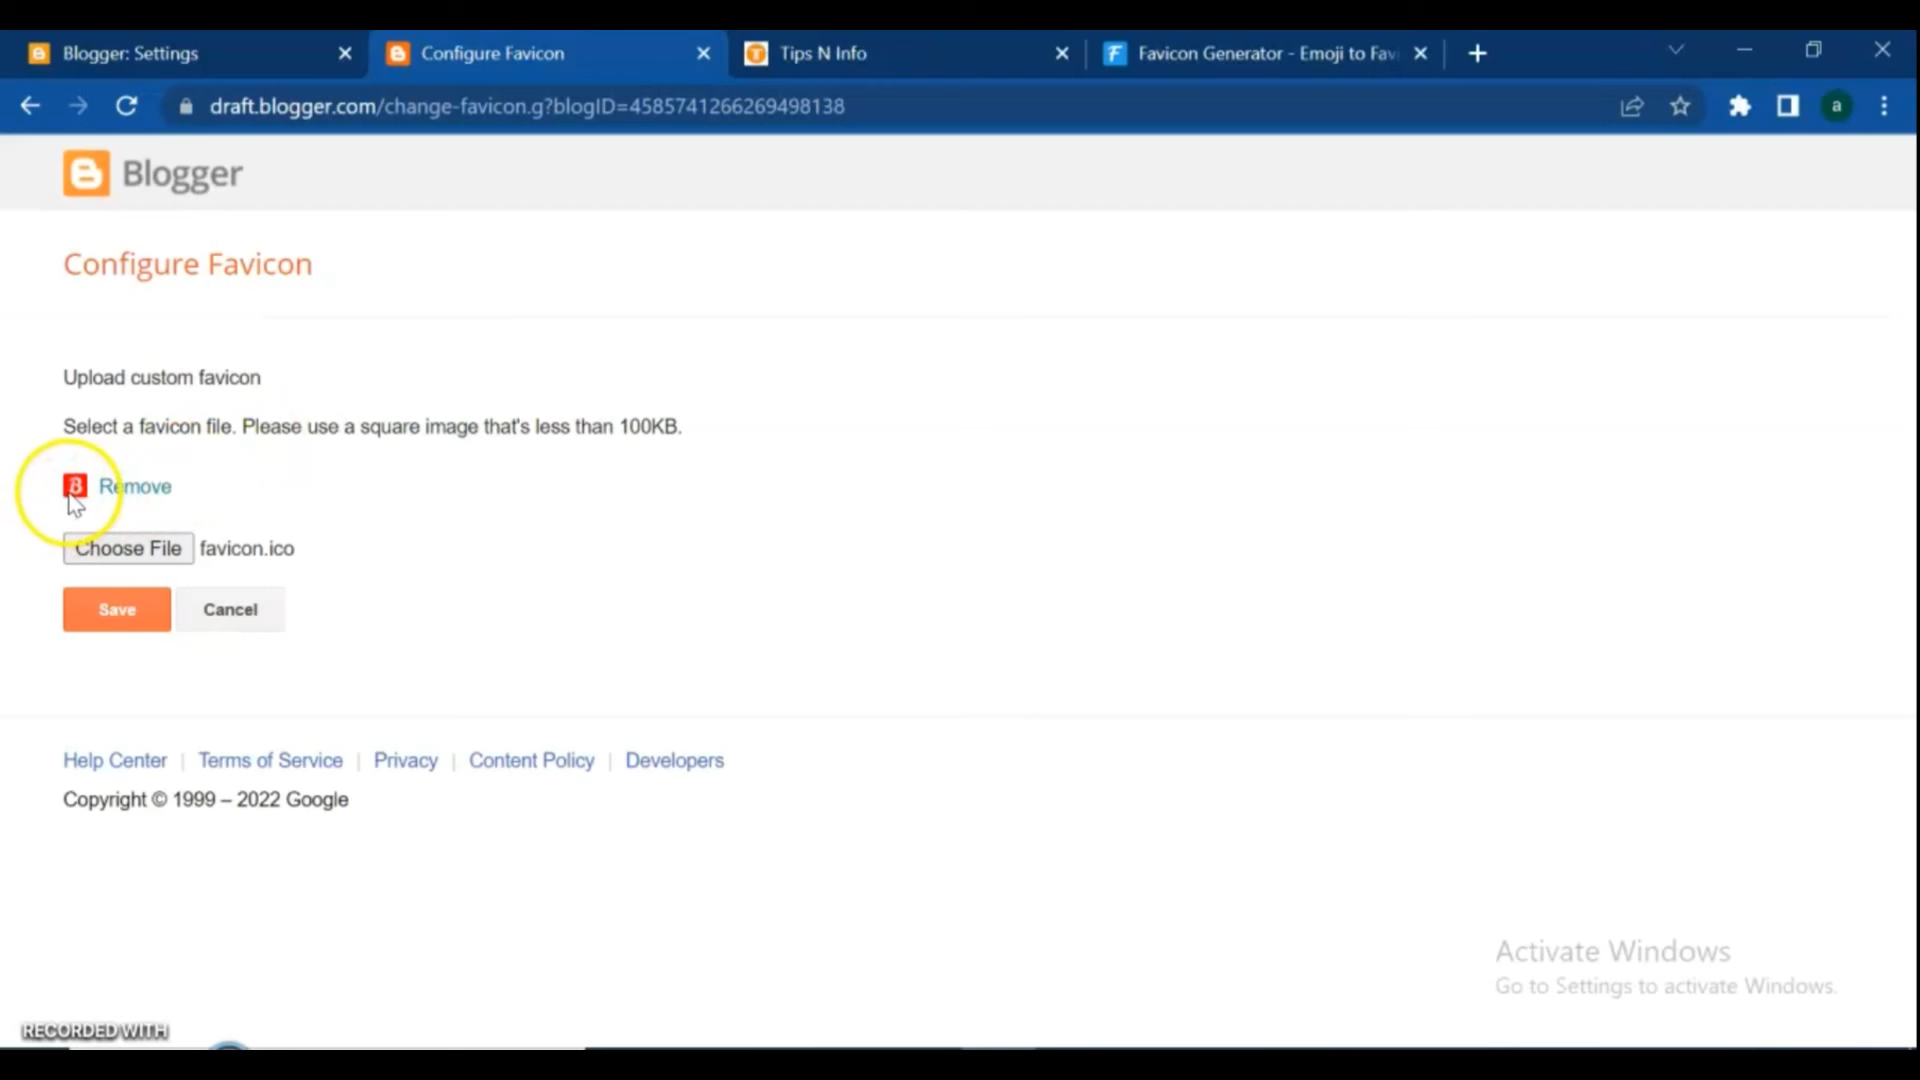 Blogger: Settings
Configure Favicon
Tips N Info
Favicon Generator - Emoji to Fav
draft.blogger.com/change-favicon.g?blogID=4585741266269498138
a
Blogger
Configure Favicon
Upload custom favicon
Select a favicon file. Please use a square image that's less than 100KB.
B Remove
Choose File favicon.ico
Save Cancel
Help Center | Terms of Service | Privacy | Content Policy | Developers
Copyright © 1999 – 2022 Google
Activate Windows
Go to Settings to activate Windows.
RECORDED WITH